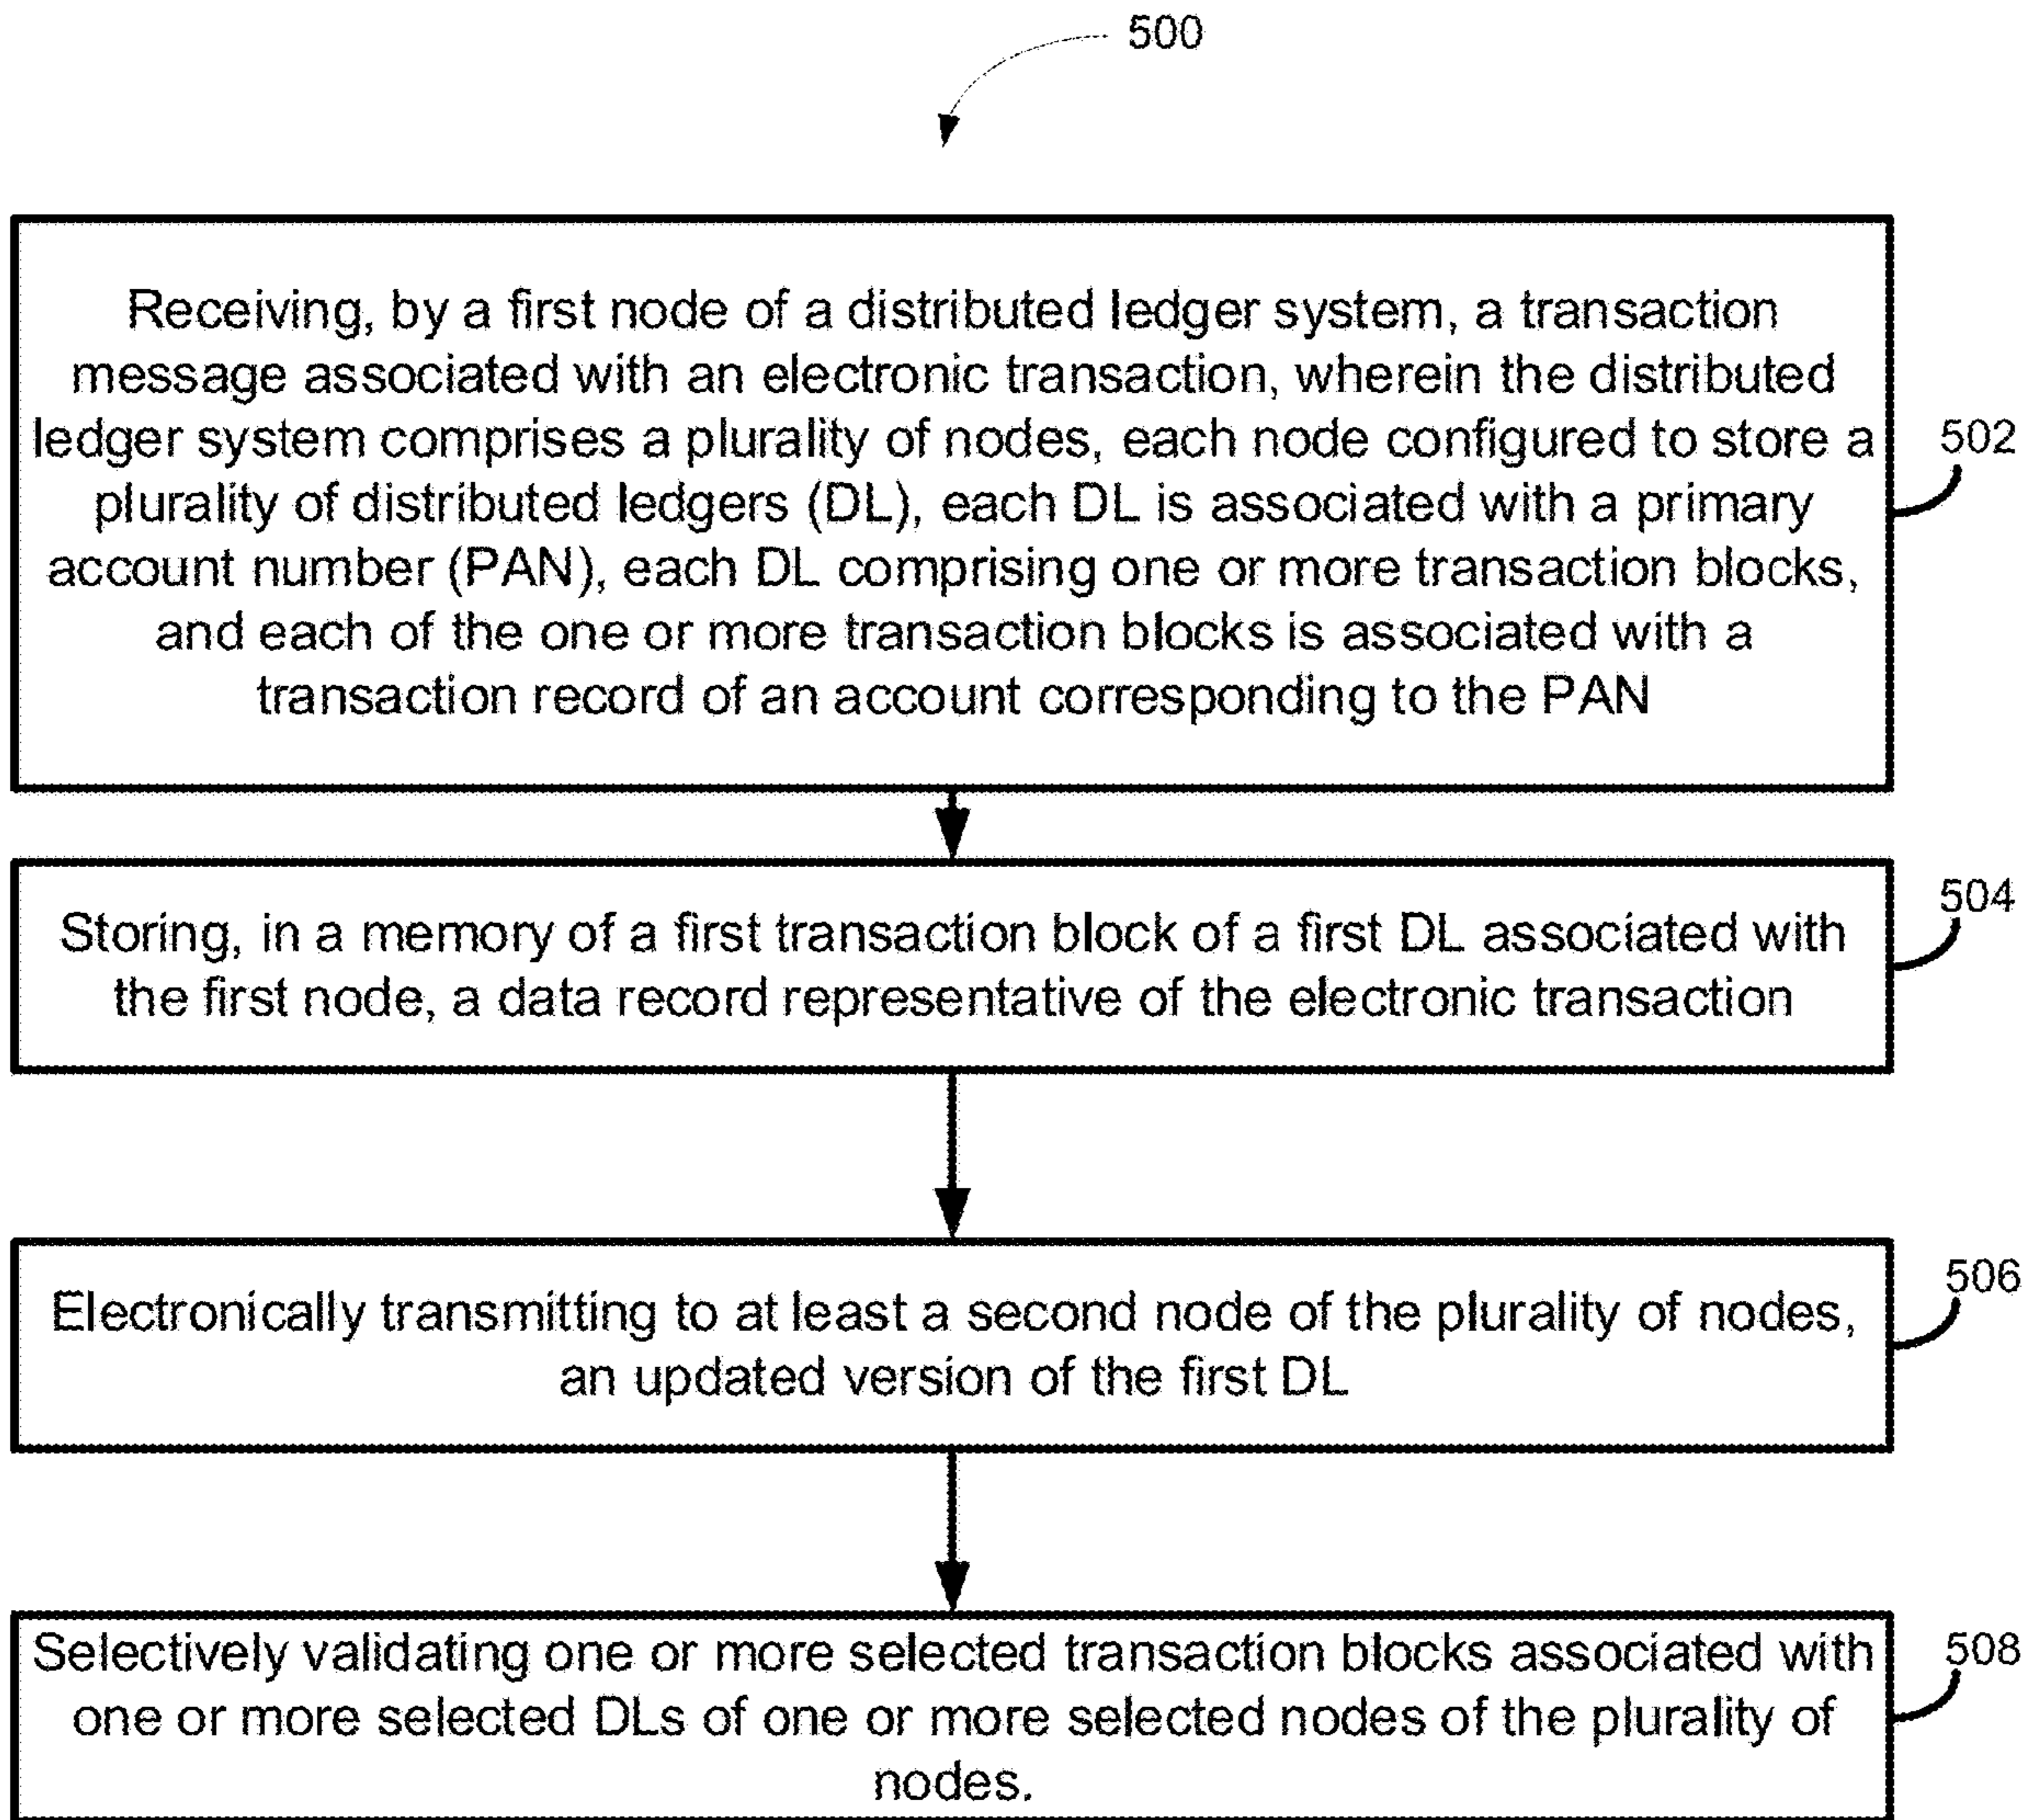 500
Receiving, by a first node of a distributed ledger system, a transaction
message associated with an electronic transaction, wherein the distributed
ledger system comprises a plurality of nodes, each node configured to store a
plurality of distributed ledgers (DL), each DL is associated with a primary
account number (PAN), each DL comprising one or more transaction blocks,
and each of the one or more transaction blocks is associated with a
transaction record of an account corresponding to the PAN
502
Storing, in a memory of a first transaction block of a first DL associated with
the first node, a data record representative of the electronic transaction
504
Electronically transmitting to at least a second node of the plurality of nodes,
an updated version of the first DL
506
Selectively validating one or more selected transaction blocks associated with
one or more selected DLs of one or more selected nodes of the plurality of
nodes.
508